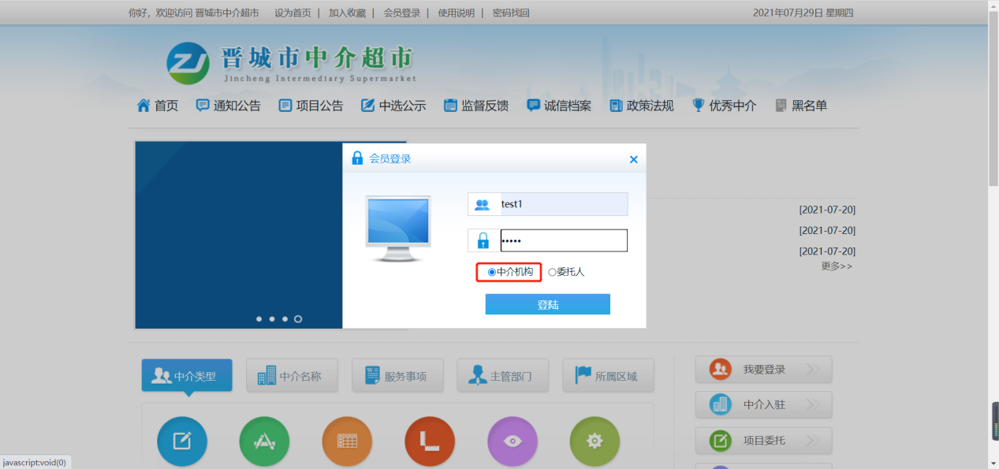 你好，欢迎访问 晋城市中介超市 设为首页 | 加入收藏 | 会员登录 | 使用说明 | 密码找回 2021年07月29日 星期四
ZJ 晋城市中介超市
Jincheng Intermediary Supermarket
首页 通知公告 项目公告 中选公示 监督反馈 诚信档案 政策法规 优秀中介 黑名单
会员登录 ×
test1
•••••
中介机构 委托人
登陆
[2021-07-20]
[2021-07-20]
[2021-07-20]
更多>>
中介类型 中介名称 服务事项 主管部门 所属区域
我要登录
中介入驻
项目委托
javascript:void(0)